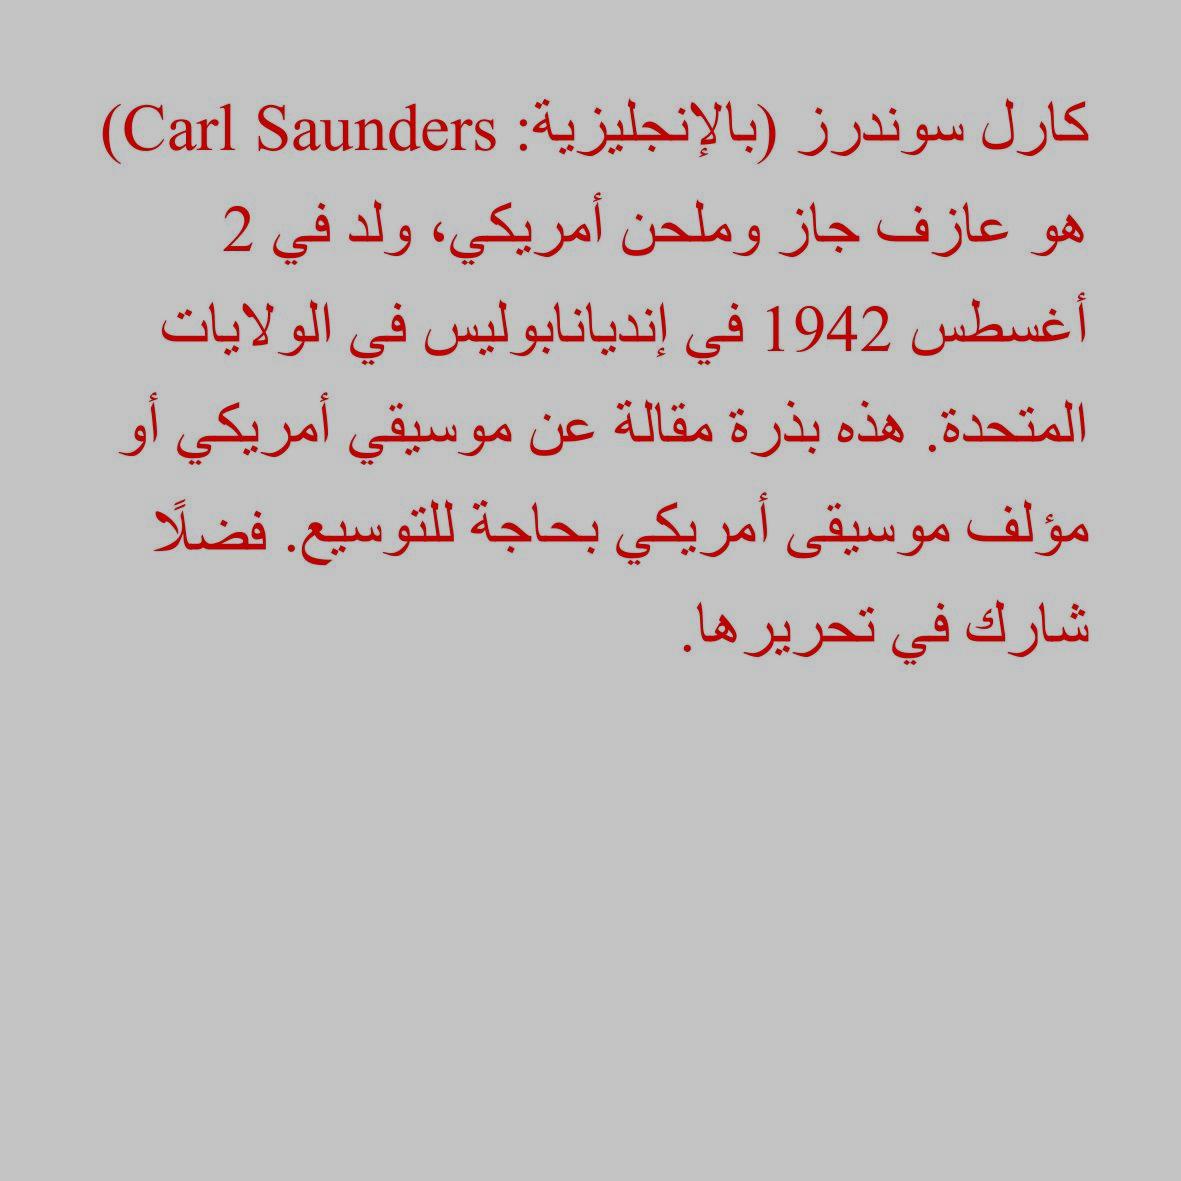 كارل سوندرز (بالإنجليزية: Carl Saunders)
هو عازف جاز وملحن أمريكي، ولد في 2
أغسطس 1942 في إنديانابوليس في الولايات
المتحدة. هذه بذرة مقالة عن موسيقي أمريكي أو
مؤلف موسيقى أمريكي بحاجة للتوسيع. فضلًا
شارك في تحريرها.